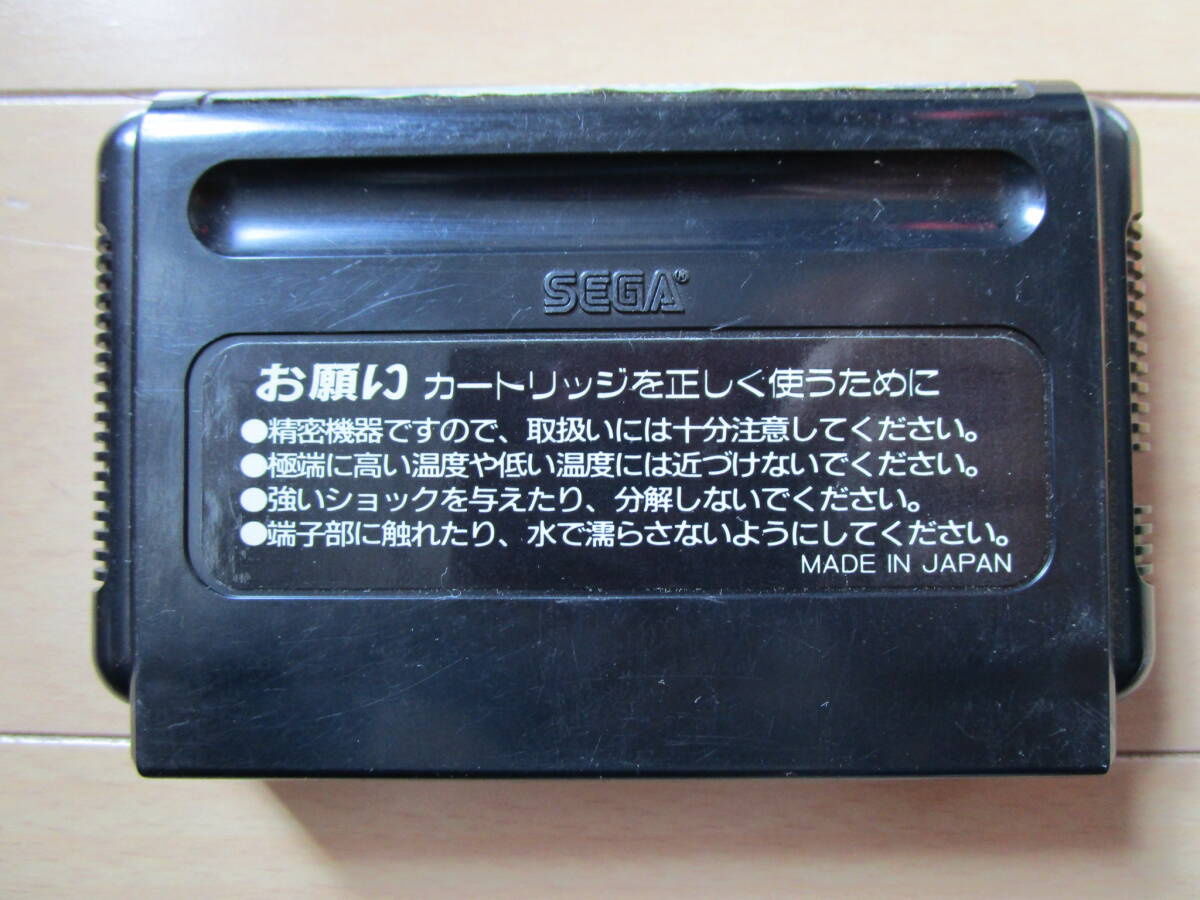 SEGA®
お願い カートリッジを正しく使うために
●精密機器ですので、取扱いには十分注意してください。
●極端に高い温度や低い温度には近づけないでください。
●強いショックを与えたり、分解しないでください。
●端子部に触れたり、水で濡らさないようにしてください。
MADE IN JAPAN